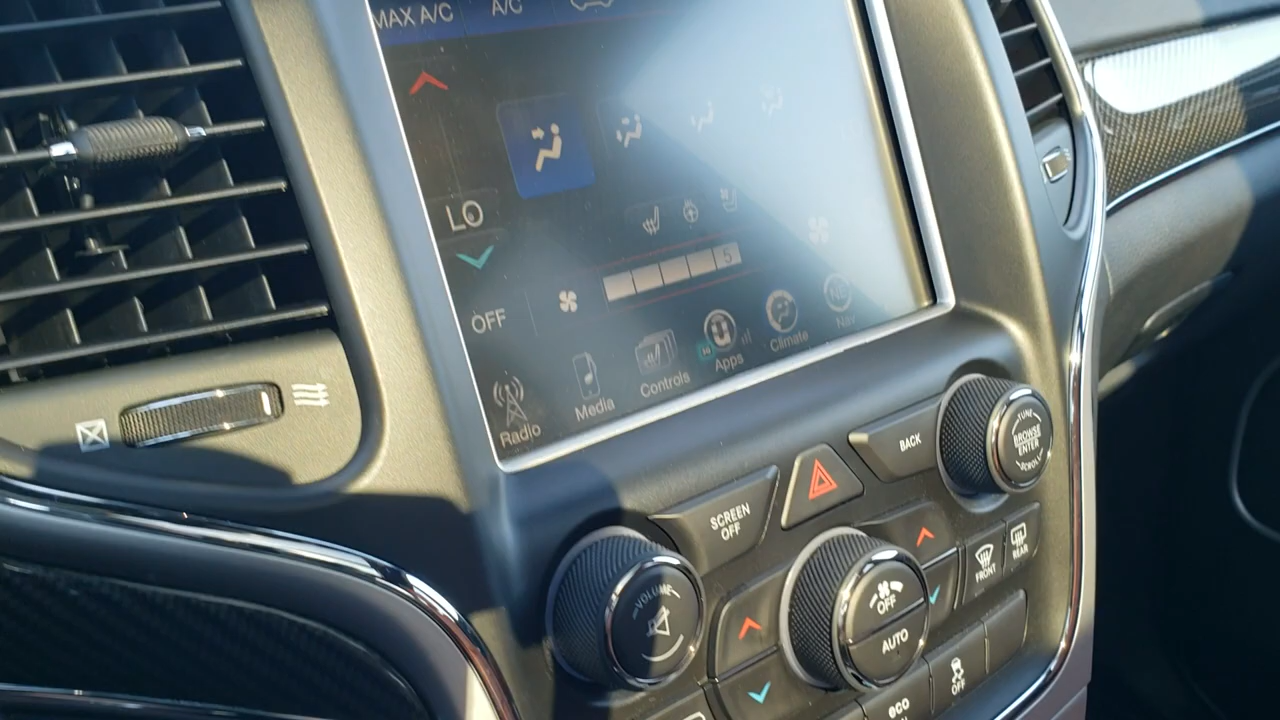 MAX A/C
A/C
LO
5
OFF
Radio
Media
Controls
Apps
Climate
Nav
BACK
TUNE
BROWSE
ENTER
SCROLL
SCREEN
OFF
VOLUME
OFF
AUTO
FRONT
REAR
OFF
eco